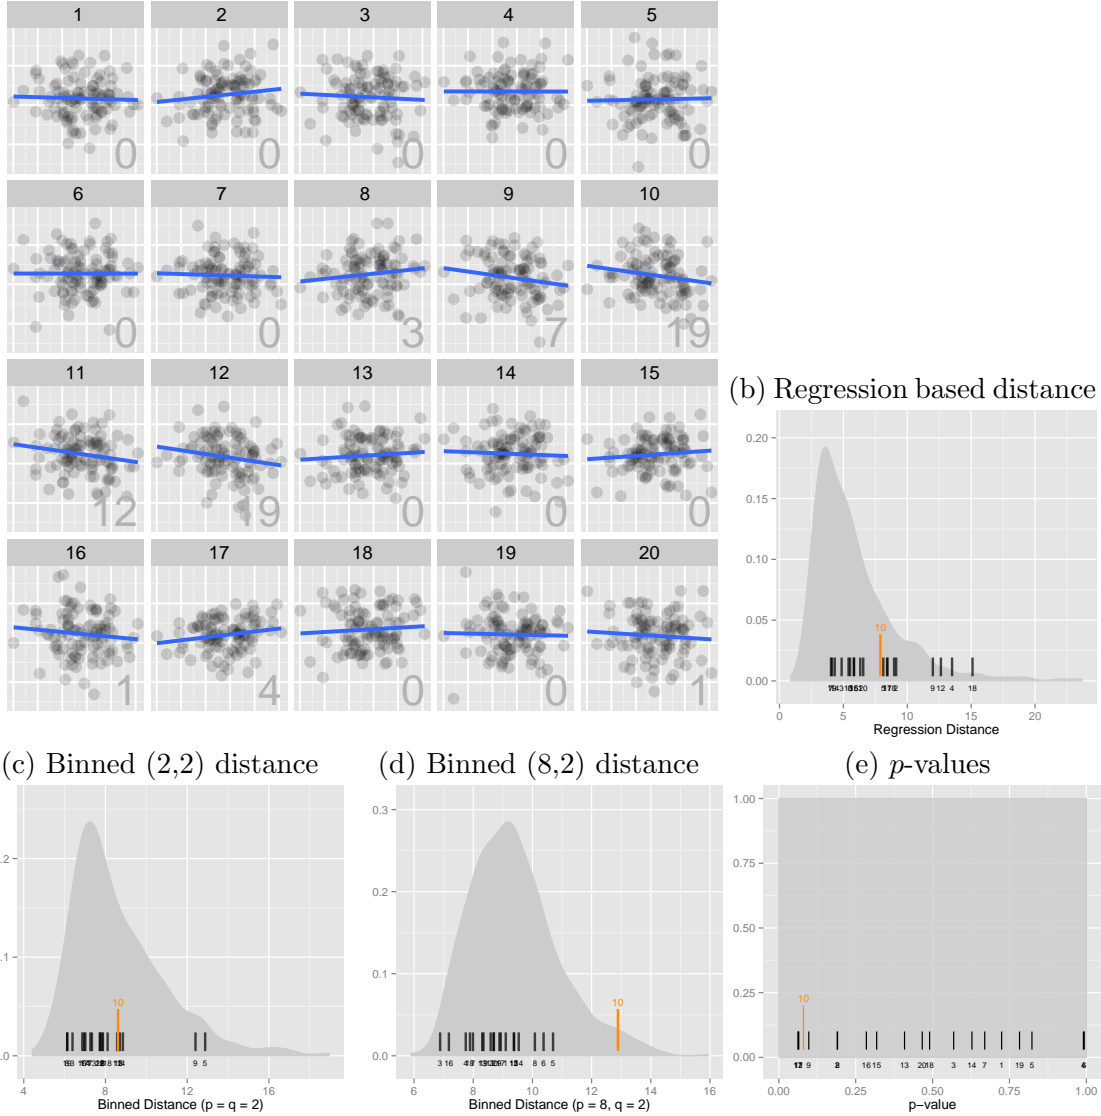 1 2 3 4 5
0 0 0 0 0
6 7 8 9 10
0 0 3 7 19
11 12 13 14 15
12 19 0 0 0
16 17 18 19 20
1 4 0 0 1
(b) Regression based distance
0.20
0.15
0.10
0.05
0.00
10
9 12 4 18
0 5 10 15 20
Regression Distance
(c) Binned (2,2) distance
.2
.1
.0
10
9 5
4 8 12 16
Binned Distance (p = q = 2)
(d) Binned (8,2) distance
0.3
0.2
0.1
0.0
10
3 16
8 6 5
6 8 10 12 14 16
Binned Distance (p = 8, q = 2)
(e) p-values
1.00
0.75
0.50
0.25
0.00
10
9 16 15 13 20 18 3 14 7 1 19 5
0.00 0.25 0.50 0.75 1.00
p-value